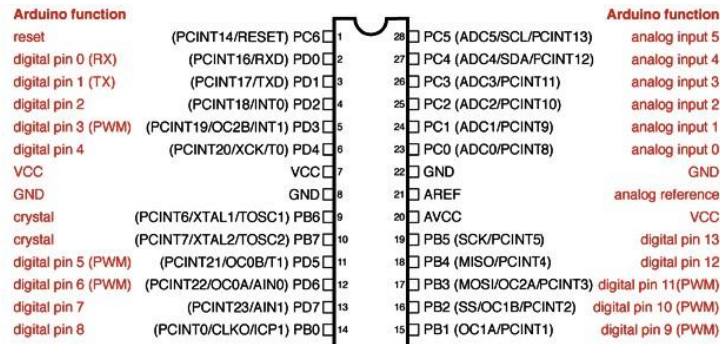 Arduino function Arduino function
reset (PCINT14/RESET) PC6 1 28 PC5 (ADC5/SCL/PCINT13) analog input 5
digital pin 0 (RX) (PCINT16/RXD) PD0 2 27 PC4 (ADC4/SDA/PCINT12) analog input 4
digital pin 1 (TX) (PCINT17/TXD) PD1 3 26 PC3 (ADC3/PCINT11) analog input 3
digital pin 2 (PCINT18/INT0) PD2 4 25 PC2 (ADC2/PCINT10) analog input 2
digital pin 3 (PWM) (PCINT19/OC2B/INT1) PD3 5 24 PC1 (ADC1/PCINT9) analog input 1
digital pin 4 (PCINT20/XCK/T0) PD4 6 23 PC0 (ADC0/PCINT8) analog input 0
VCC VCC 7 22 GND GND
GND GND 8 21 AREF analog reference
crystal (PCINT6/XTAL1/TOSC1) PB6 9 20 AVCC VCC
crystal (PCINT7/XTAL2/TOSC2) PB7 10 19 PB5 (SCK/PCINT5) digital pin 13
digital pin 5 (PWM) (PCINT21/OC0B/T1) PD5 11 18 PB4 (MISO/PCINT4) digital pin 12
digital pin 6 (PWM) (PCINT22/OC0A/AIN0) PD6 12 17 PB3 (MOSI/OC2A/PCINT3) digital pin 11(PWM)
digital pin 7 (PCINT23/AIN1) PD7 13 16 PB2 (SS/OC1B/PCINT2) digital pin 10 (PWM)
digital pin 8 (PCINT0/CLKO/ICP1) PB0 14 15 PB1 (OC1A/PCINT1) digital pin 9 (PWM)